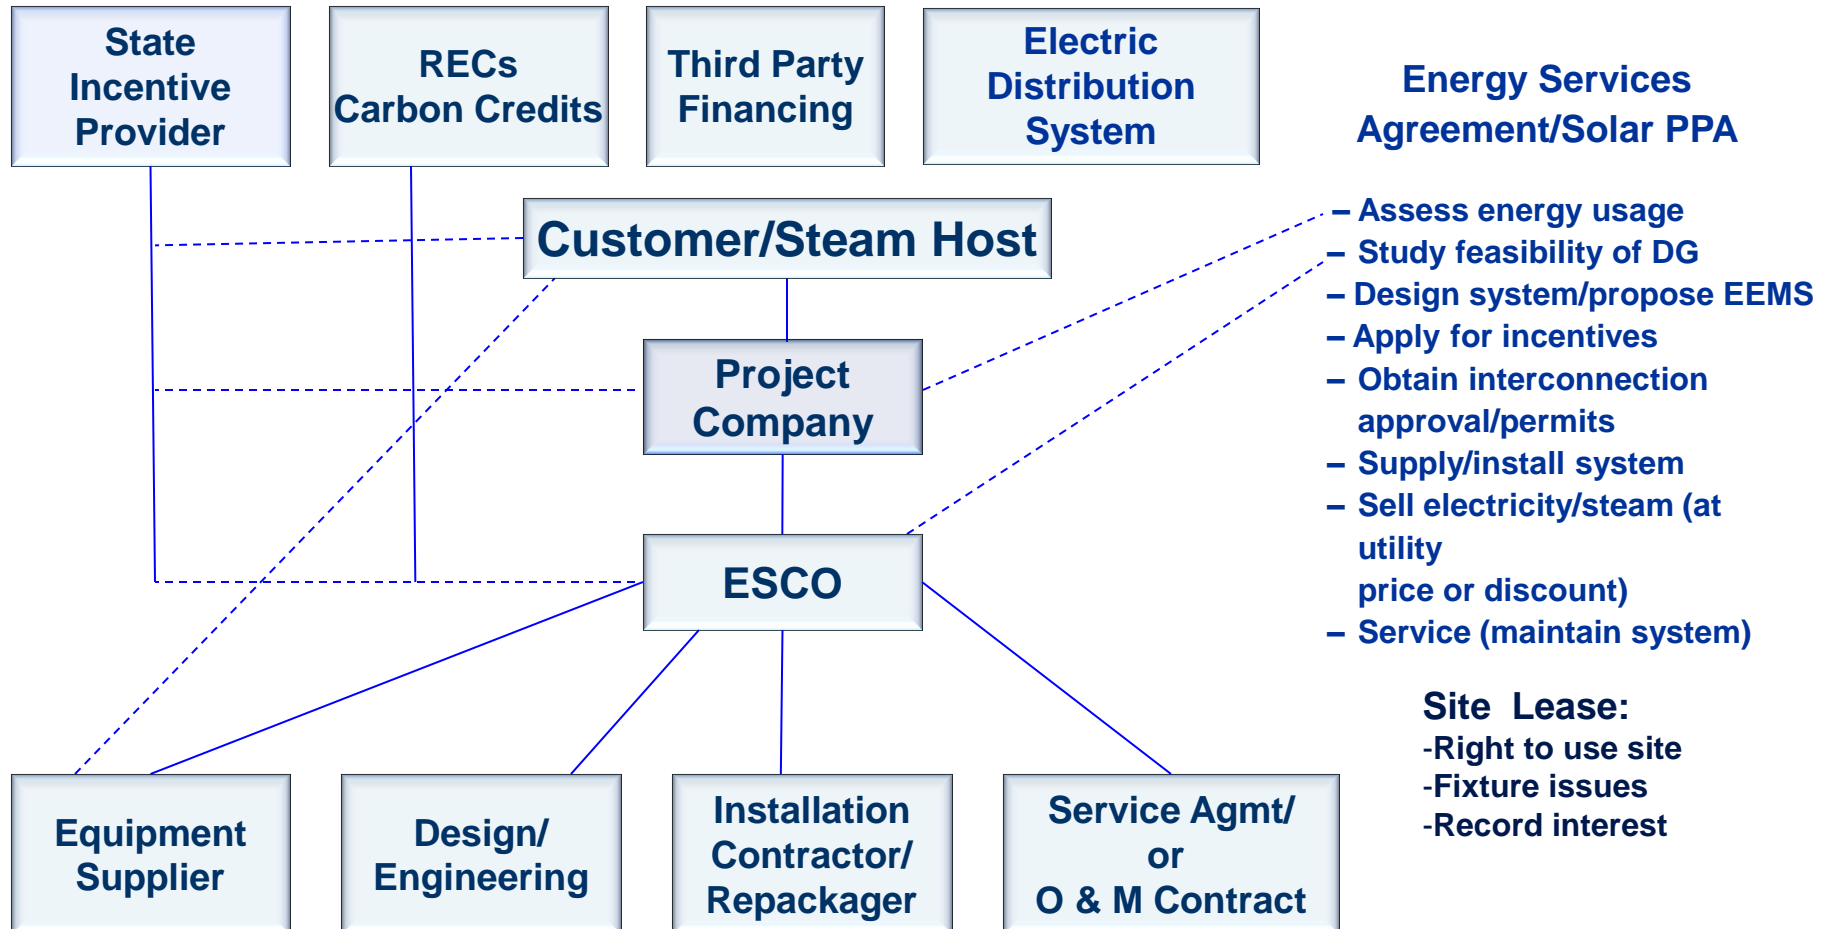 State
Incentive
Provider
RECs
Carbon Credits
Third Party
Financing
Electric
Distribution
System
Energy Services
Agreement/Solar PPA
Customer/Steam Host
Project
Company
ESCO
– Assess energy usage
– Study feasibility of DG
– Design system/propose EEMS
– Apply for incentives
– Obtain interconnection
approval/permits
– Supply/install system
– Sell electricity/steam (at
utility
price or discount)
– Service (maintain system)
Site Lease:
-Right to use site
-Fixture issues
-Record interest
Equipment
Supplier
Design/
Engineering
Installation
Contractor/
Repackager
Service Agmt/
or
O & M Contract